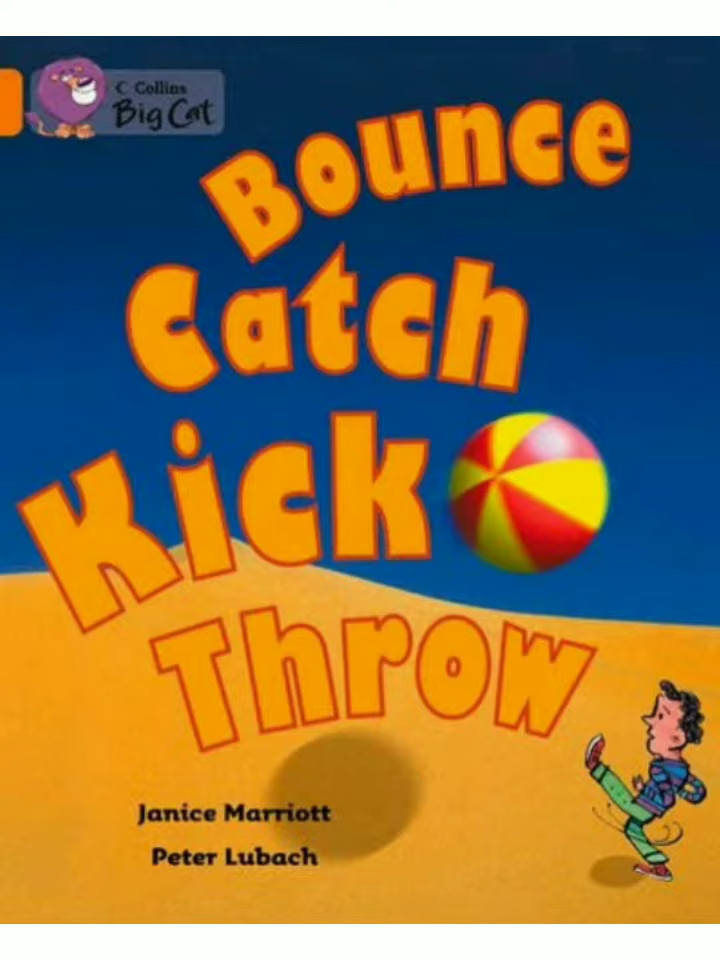 C Collins
Big Cat
Bounce
Catch
Kick
Throw
Janice Marriott
Peter Lubach